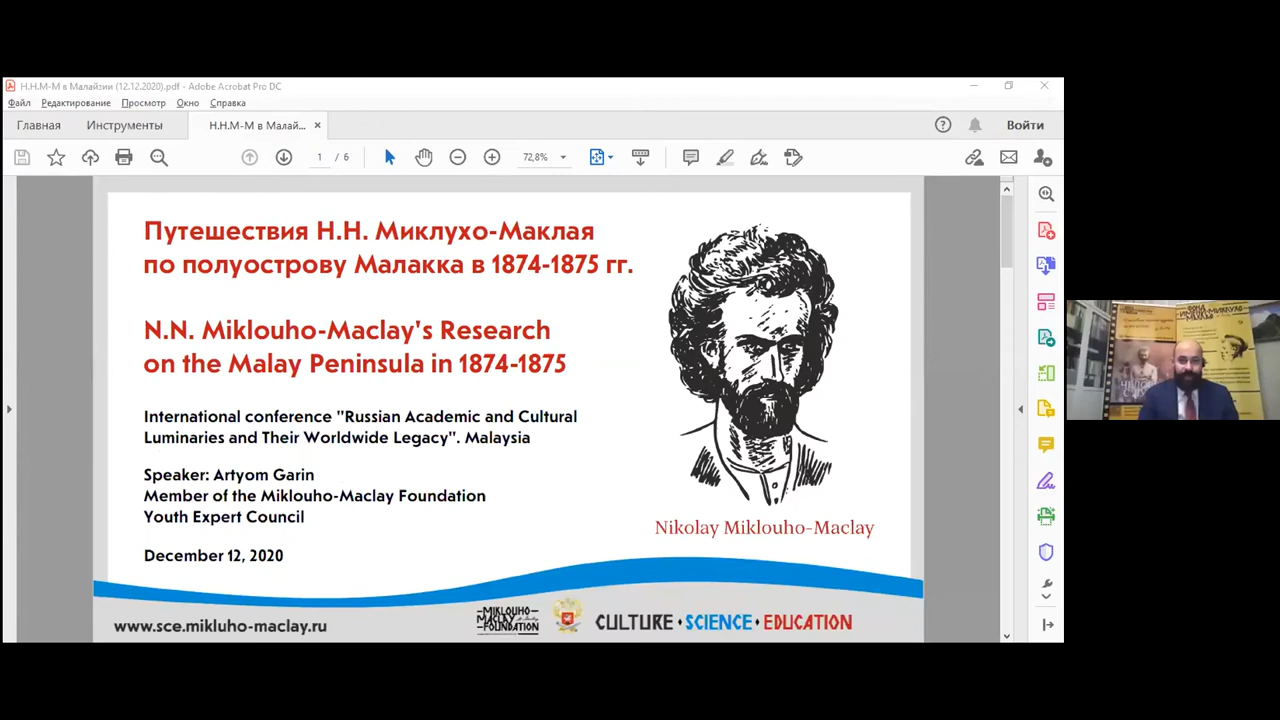 Н.Н.М-М в Малайзии (12.12.2020).pdf - Adobe Acrobat Pro DC
Файл Редактирование Просмотр Окно Справка
Главная Инструменты Н.Н.М-М в Малай... × Войти
1 / 6 72,8%
Путешествия Н.Н. Миклухо-Маклая
по полуострову Малакка в 1874-1875 гг.
N.N. Miklouho-Maclay's Research
on the Malay Peninsula in 1874-1875
International conference "Russian Academic and Cultural
Luminaries and Their Worldwide Legacy". Malaysia
Speaker: Artyom Garin
Member of the Miklouho-Maclay Foundation
Youth Expert Council
December 12, 2020
Nikolay Miklouho-Maclay
www.sce.mikluho-maclay.ru
MIKLOUHO-
MACLAY
FOUNDATION
CULTURE • SCIENCE • EDUCATION
ФОНД